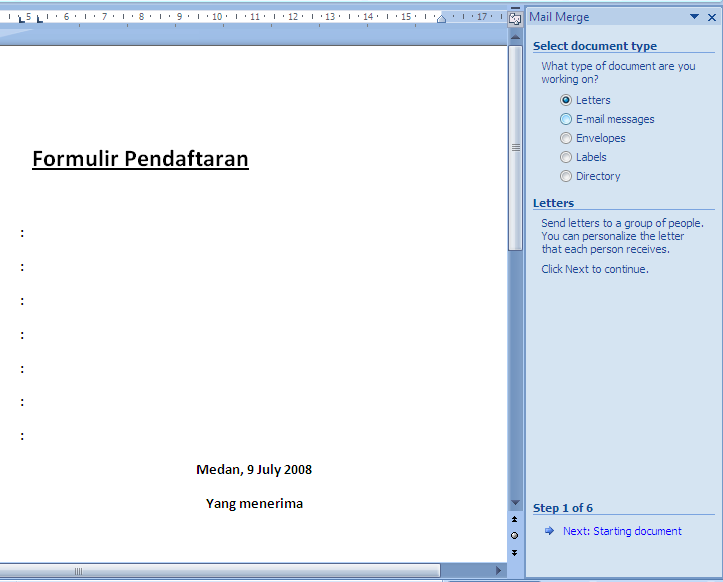 5 6 7 8 9 10 11 12 13 14 15 17
Formulir Pendaftaran
:
:
:
:
:
:
:
Medan, 9 July 2008
Yang menerima
Mail Merge
Select document type
What type of document are you
working on?
Letters
E-mail messages
Envelopes
Labels
Directory
Letters
Send letters to a group of people.
You can personalize the letter
that each person receives.
Click Next to continue.
Step 1 of 6
Next: Starting document